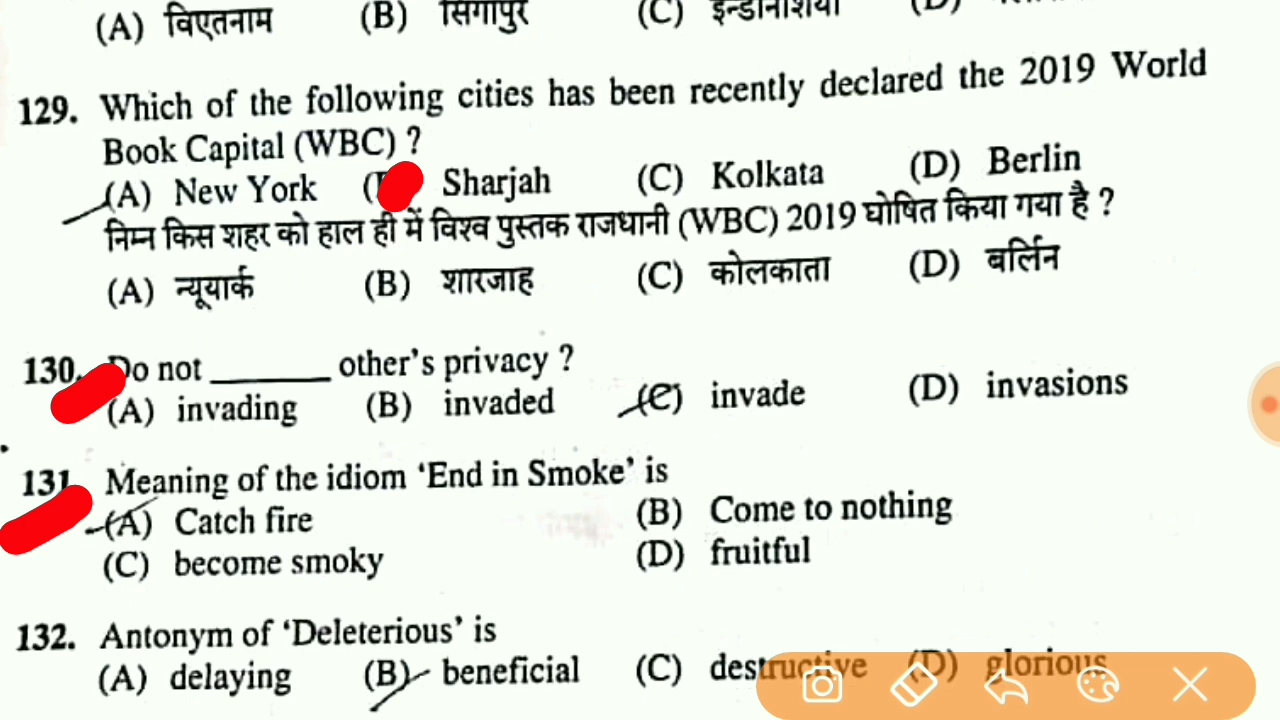 (A) विएतनाम (B) सिंगापुर (C) इन्डोनेशिया (D)
129. Which of the following cities has been recently declared the 2019 World
Book Capital (WBC) ?
(A) New York Sharjah (C) Kolkata (D) Berlin
निम्न किस शहर को हाल ही में विश्व पुस्तक राजधानी (WBC) 2019 घोषित किया गया है ?
(A) न्यूयार्क (B) शारजाह (C) कोलकाता (D) बर्लिन
130. Do not ______ other's privacy ?
(A) invading (B) invaded (C) invade (D) invasions
131. Meaning of the idiom ‘End in Smoke’ is
(A) Catch fire (B) Come to nothing
(C) become smoky (D) fruitful
132. Antonym of ‘Deleterious’ is
(A) delaying (B) beneficial (C) destructive (D) glorious